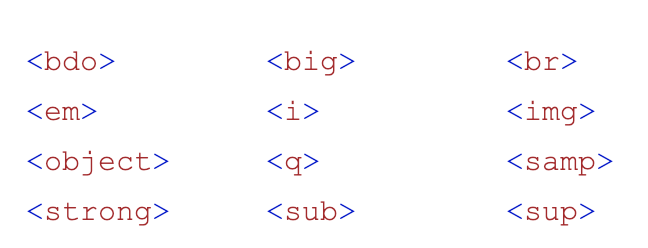 <bdo> <big> <br>
<em> <i> <img>
<object> <q> <samp>
<strong> <sub> <sup>